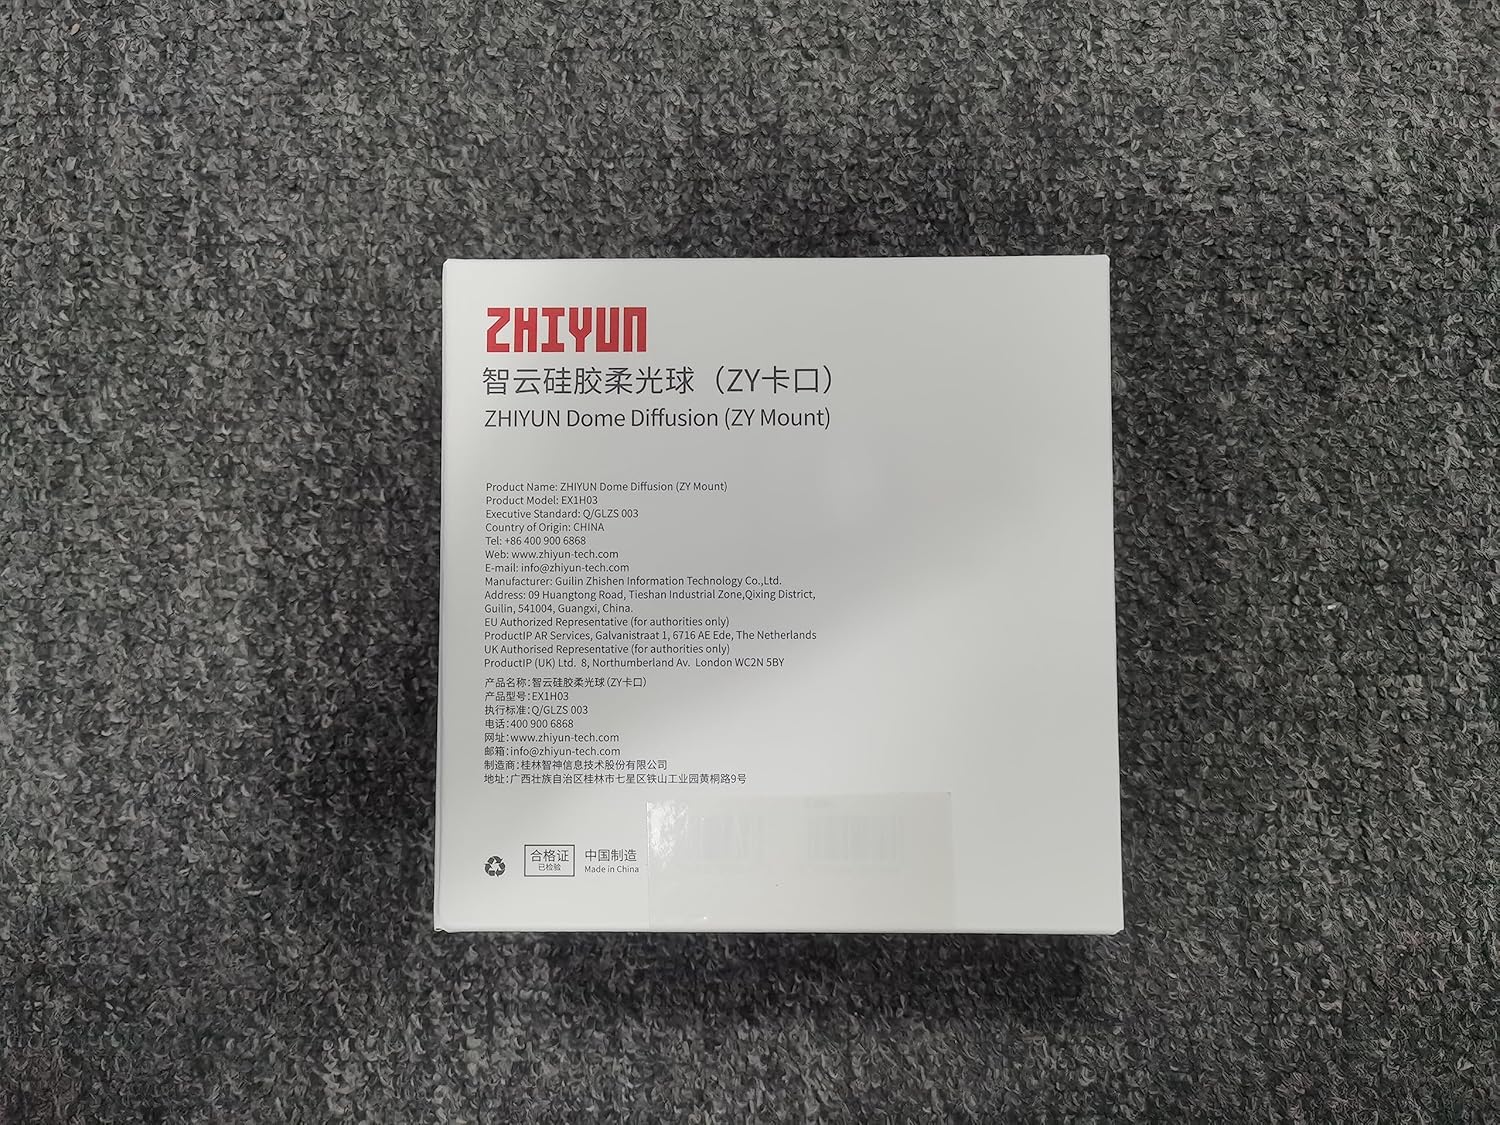 ZHIYUN
智云硅胶柔光球（ZY卡口）
ZHIYUN Dome Diffusion (ZY Mount)
Product Name: ZHIYUN Dome Diffusion (ZY Mount)
Product Model: EX1H03
Executive Standard: Q/GLZS 003
Country of Origin: CHINA
Tel: +86 400 900 6868
Web: www.zhiyun-tech.com
E-mail: info@zhiyun-tech.com
Manufacturer: Guilin Zhishen Information Technology Co.,Ltd.
Address: 09 Huangtong Road, Tieshan Industrial Zone,Qixing District,
Guilin, 541004, Guangxi, China.
EU Authorized Representative (for authorities only)
ProductIP AR Services, Galvanistraat 1, 6716 AE Ede, The Netherlands
UK Authorised Representative (for authorities only)
ProductIP (UK) Ltd. 8, Northumberland Av. London WC2N 5BY
产品名称：智云硅胶柔光球（ZY卡口）
产品型号：EX1H03
执行标准：Q/GLZS 003
电话：400 900 6868
网址：www.zhiyun-tech.com
邮箱：info@zhiyun-tech.com
制造商：桂林智神信息技术股份有限公司
地址：广西壮族自治区桂林市七星区铁山工业园黄桐路9号
合格证
已检验
中国制造
Made in China